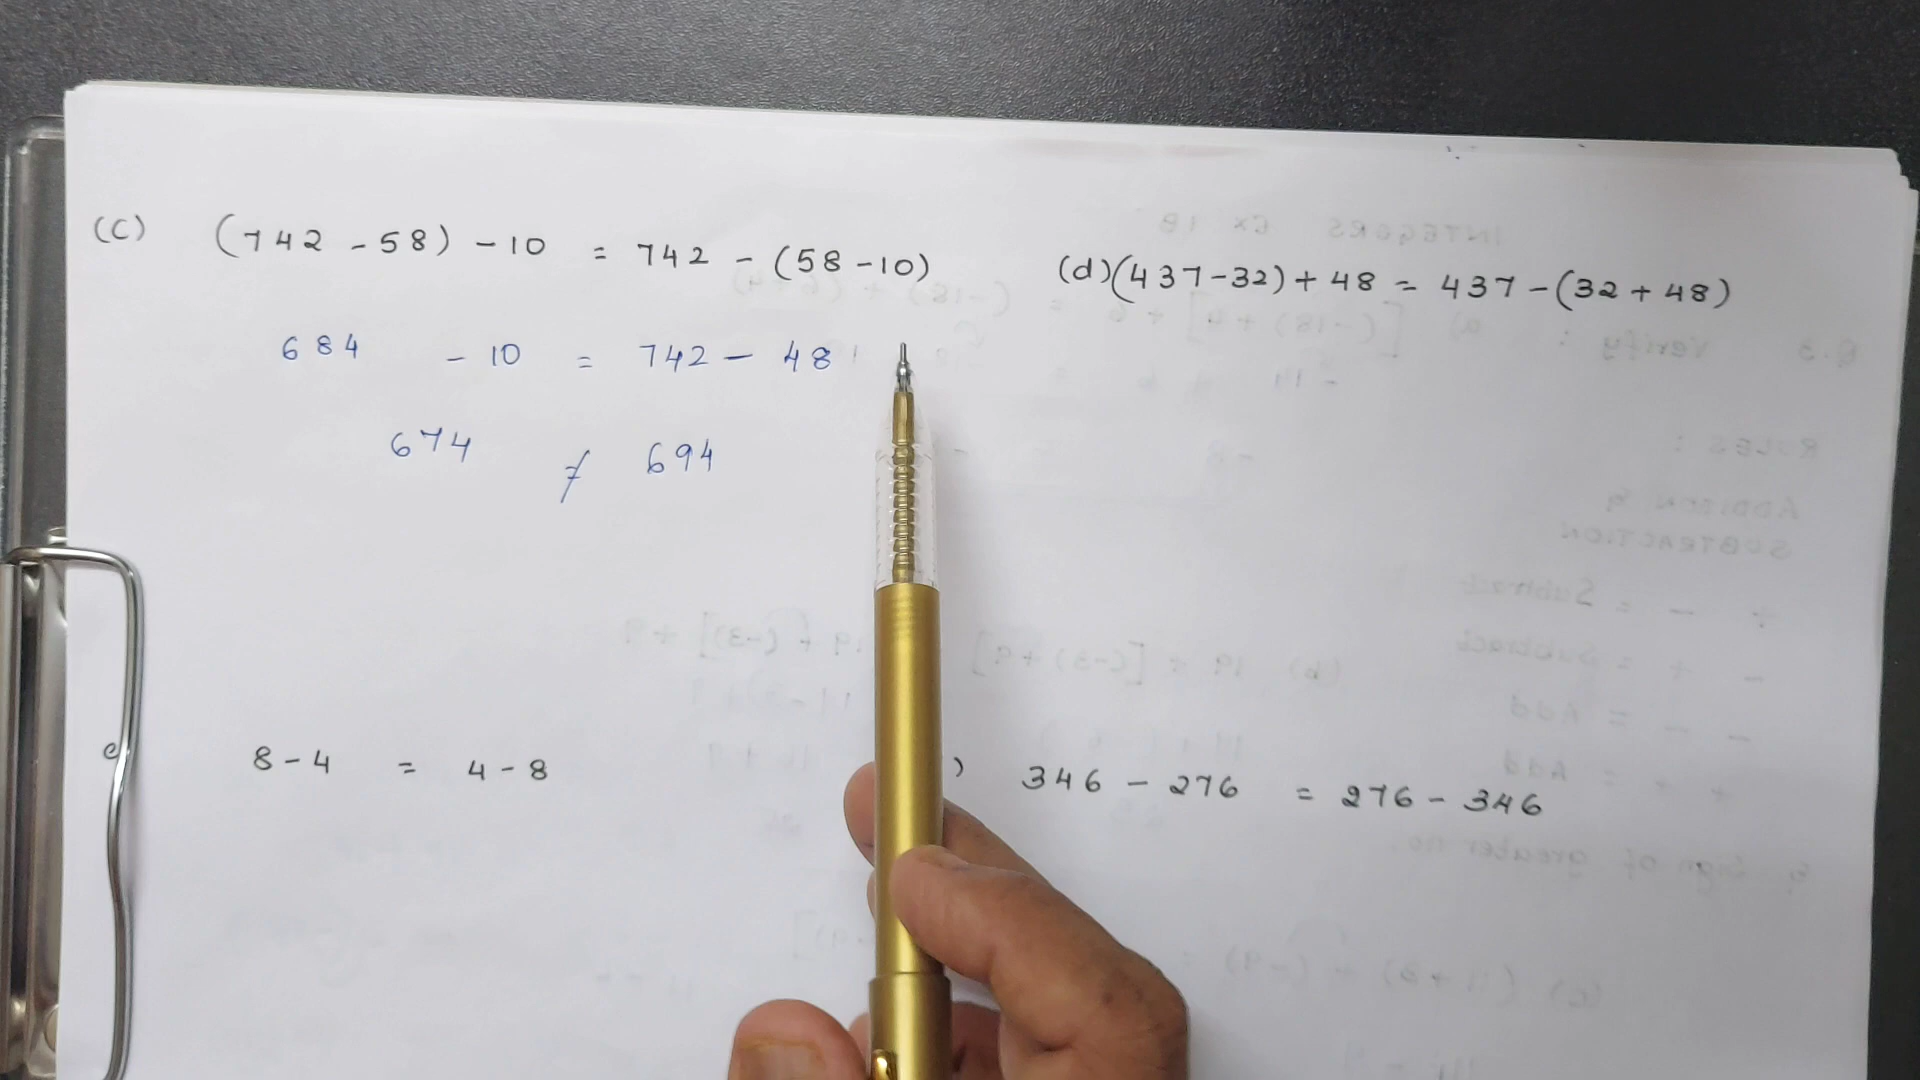 (c) (742 - 58) - 10 = 742 - (58 - 10)
684 - 10 = 742 - 48
674 ≠ 694
(d) (437 - 32) + 48 = 437 - (32 + 48)
e) 8 - 4 = 4 - 8
) 346 - 276 = 276 - 346